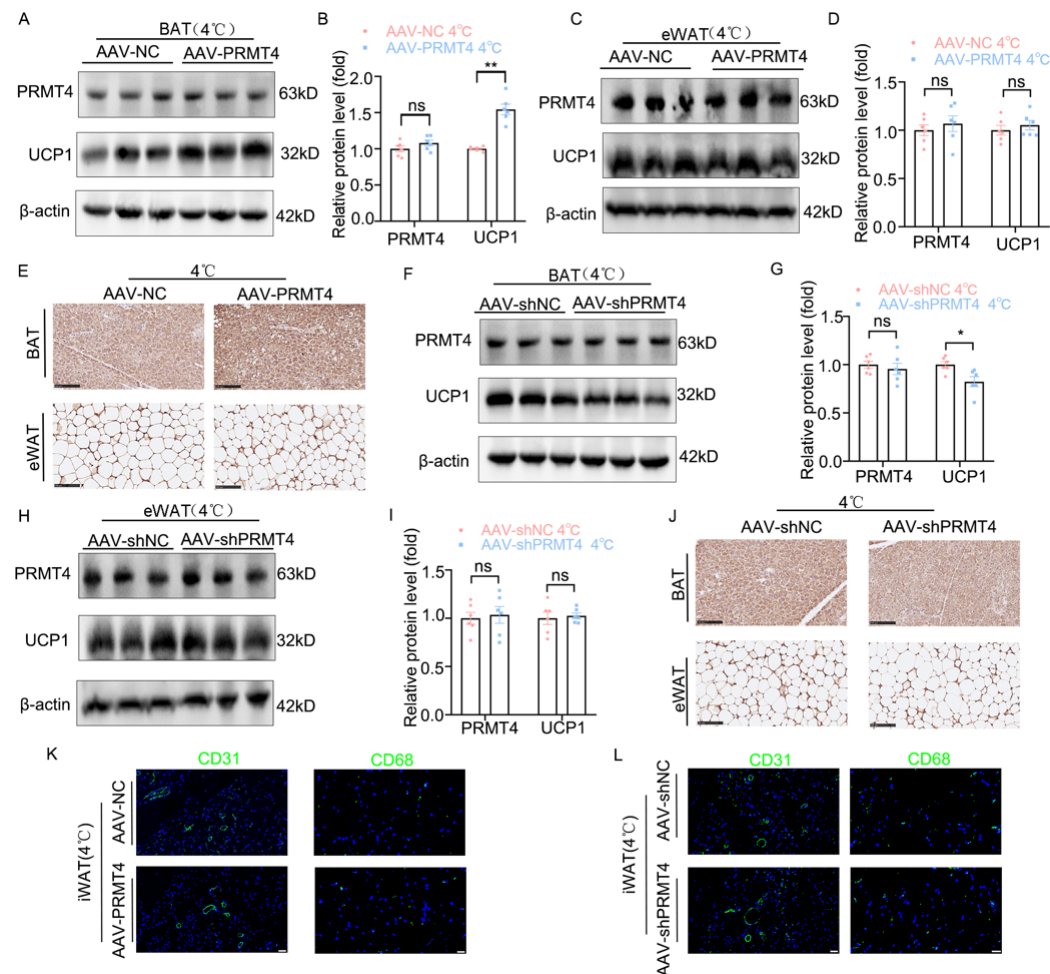 A
BAT(4℃)
AAV-NC AAV-PRMT4
PRMT4 63kD
UCP1 32kD
β-actin 42kD
B
AAV-NC 4℃
AAV-PRMT4 4℃
Relative protein level (fold)
2.0
1.5
1.0
0.5
0.0
ns
**
PRMT4 UCP1
C
eWAT(4℃)
AAV-NC AAV-PRMT4
PRMT4 63kD
UCP1 32kD
β-actin 42kD
D
AAV-NC 4℃
AAV-PRMT4 4℃
Relative protein level (fold)
1.5
1.0
0.5
0.0
ns ns
PRMT4 UCP1
E
4℃
AAV-NC AAV-PRMT4
BAT
eWAT
F
BAT(4℃)
AAV-shNC AAV-shPRMT4
PRMT4 63kD
UCP1 32kD
β-actin 42kD
G
AAV-shNC 4℃
AAV-shPRMT4 4℃
Relative protein level (fold)
1.5
1.0
0.5
0.0
ns
*
PRMT4 UCP1
H
eWAT(4℃)
AAV-shNC AAV-shPRMT4
PRMT4 63kD
UCP1 32kD
β-actin 42kD
I
AAV-shNC 4℃
AAV-shPRMT4 4℃
Relative protein level (fold)
1.5
1.0
0.5
0.0
ns ns
PRMT4 UCP1
J
4℃
AAV-shNC AAV-shPRMT4
BAT
eWAT
K
CD31 CD68
iWAT(4℃)
AAV-NC
AAV-PRMT4
L
CD31 CD68
iWAT(4℃)
AAV-shNC
AAV-shPRMT4